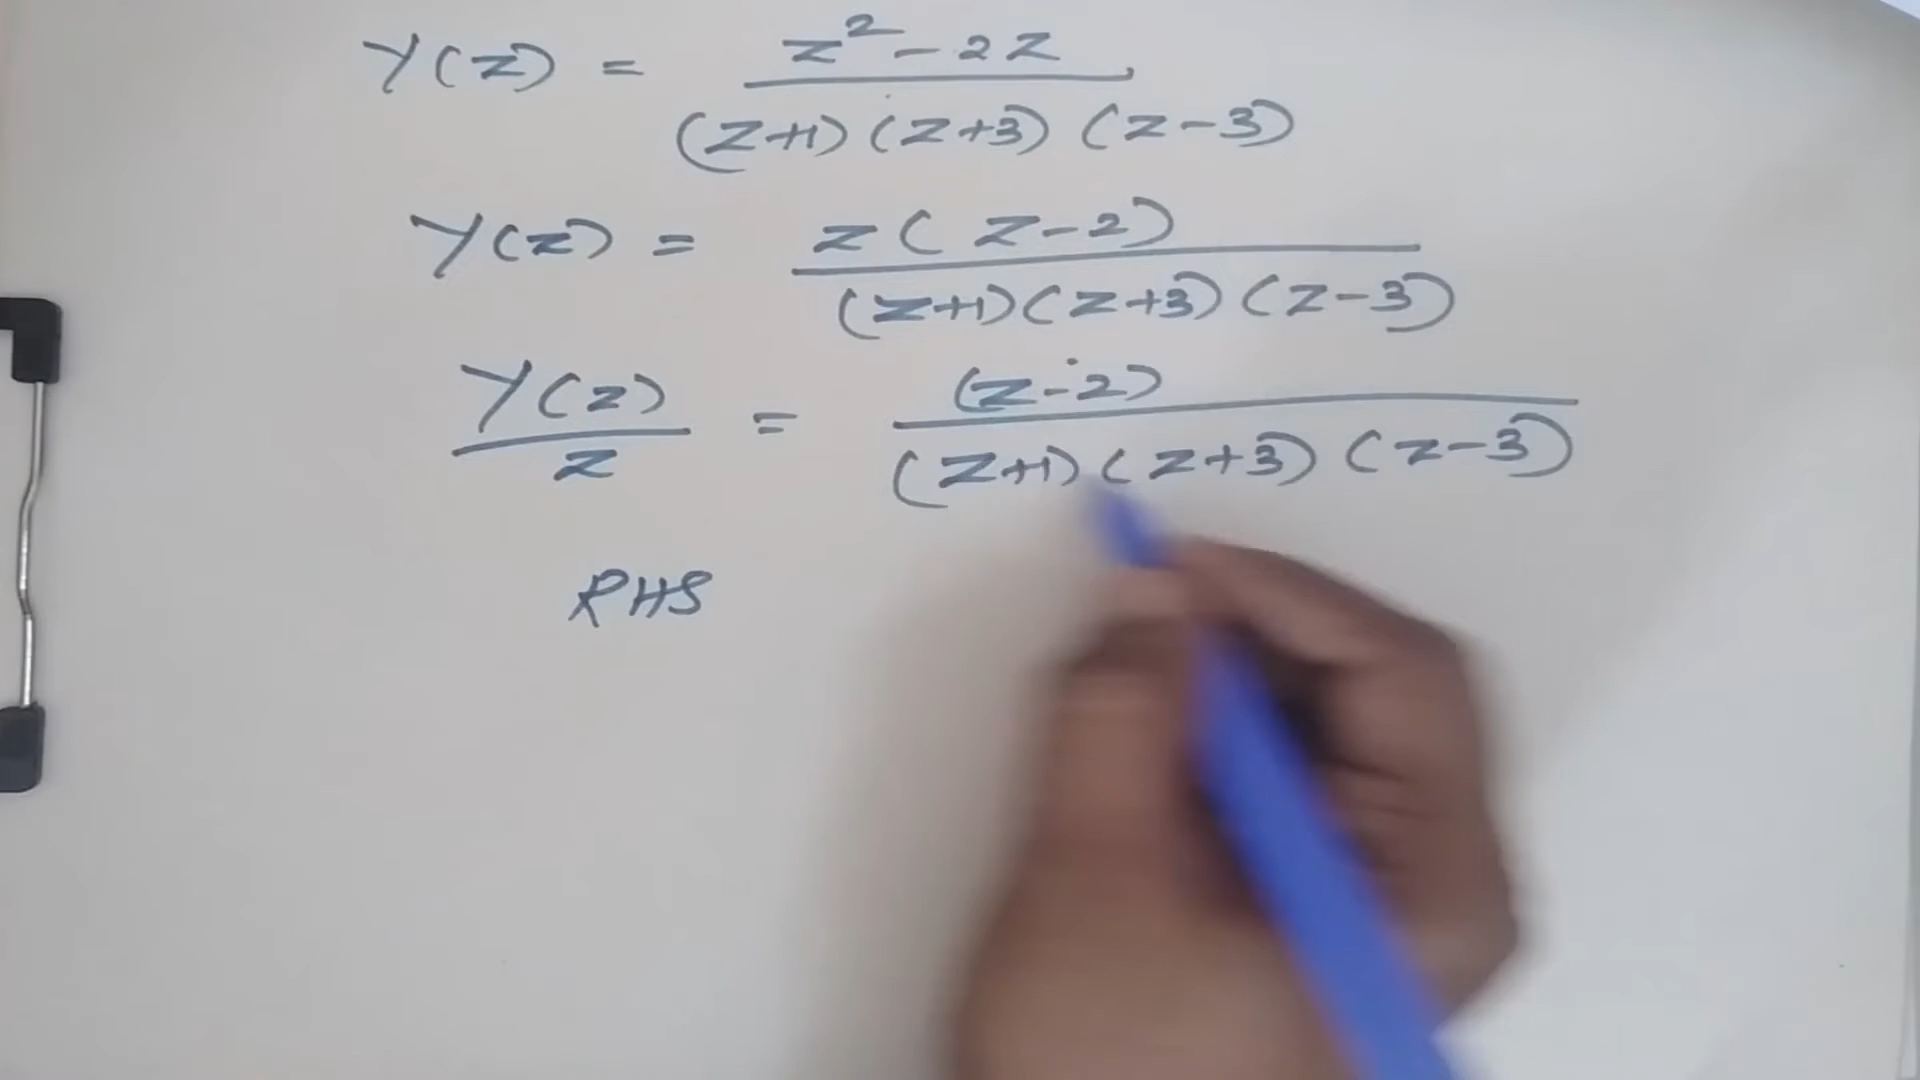 Y(z) = z² - 2z / (z+1)(z+3)(z-3)
Y(z) = z(z-2) / (z+1)(z+3)(z-3)
Y(z) / z = (z-2) / (z+1)(z+3)(z-3)
RHS